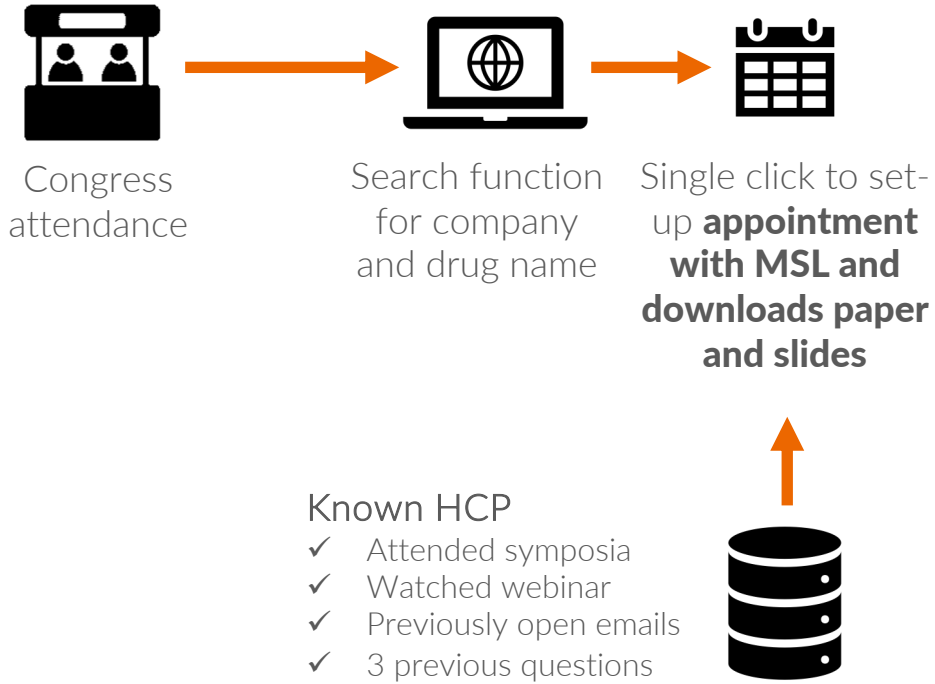 Congress
attendance
Search function
for company
and drug name
Single click to set-
up appointment
with MSL and
downloads paper
and slides
Known HCP
✓ Attended symposia
✓ Watched webinar
✓ Previously open emails
✓ 3 previous questions